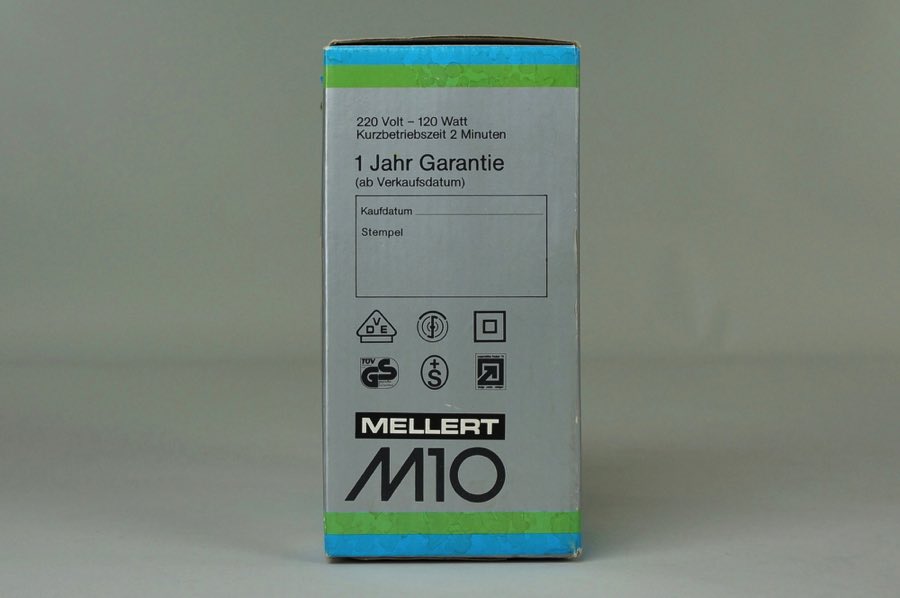 220 Volt – 120 Watt
Kurzbetriebszeit 2 Minuten
1 Jahr Garantie
(ab Verkaufsdatum)
Kaufdatum
Stempel
VDE
S
TÜV
GS
+S
MELLERT
M10